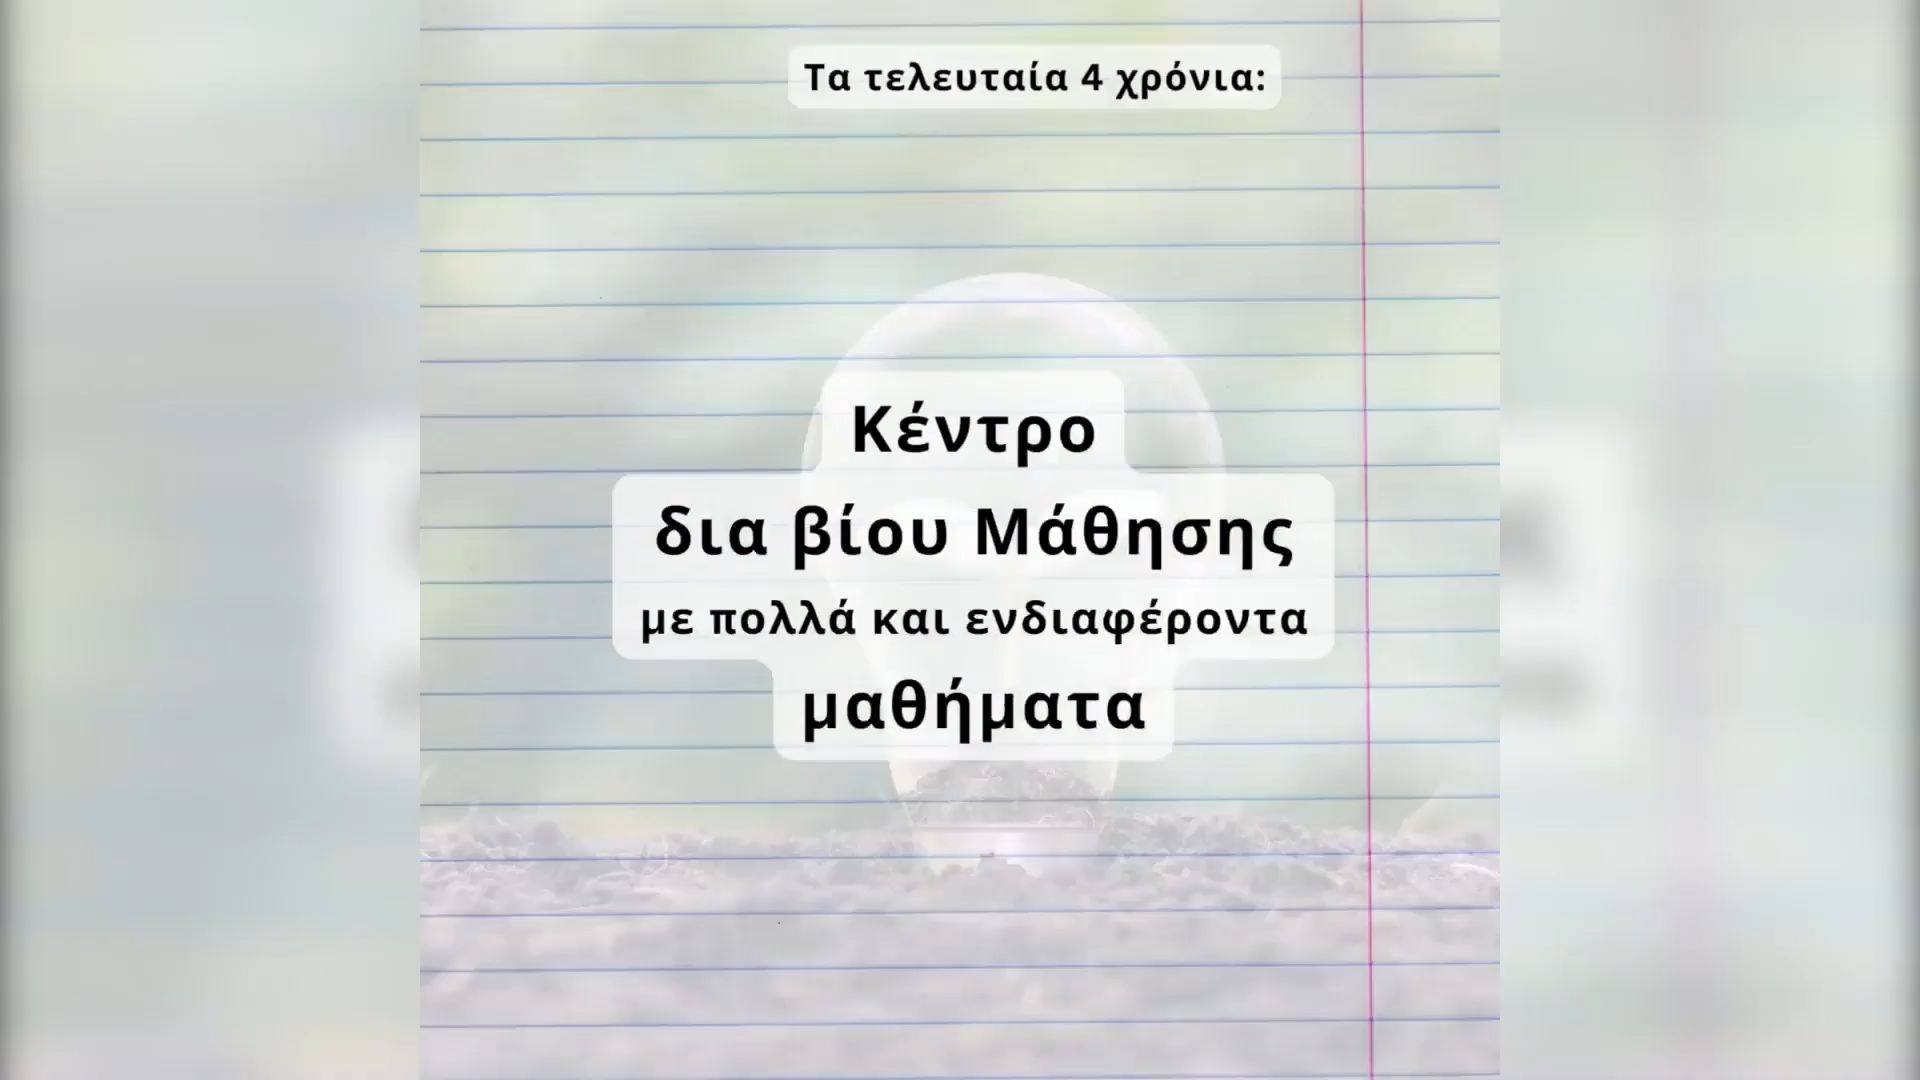 Τα τελευταία 4 χρόνια:
Κέντρο
δια βίου Μάθησης
με πολλά και ενδιαφέροντα
μαθήματα